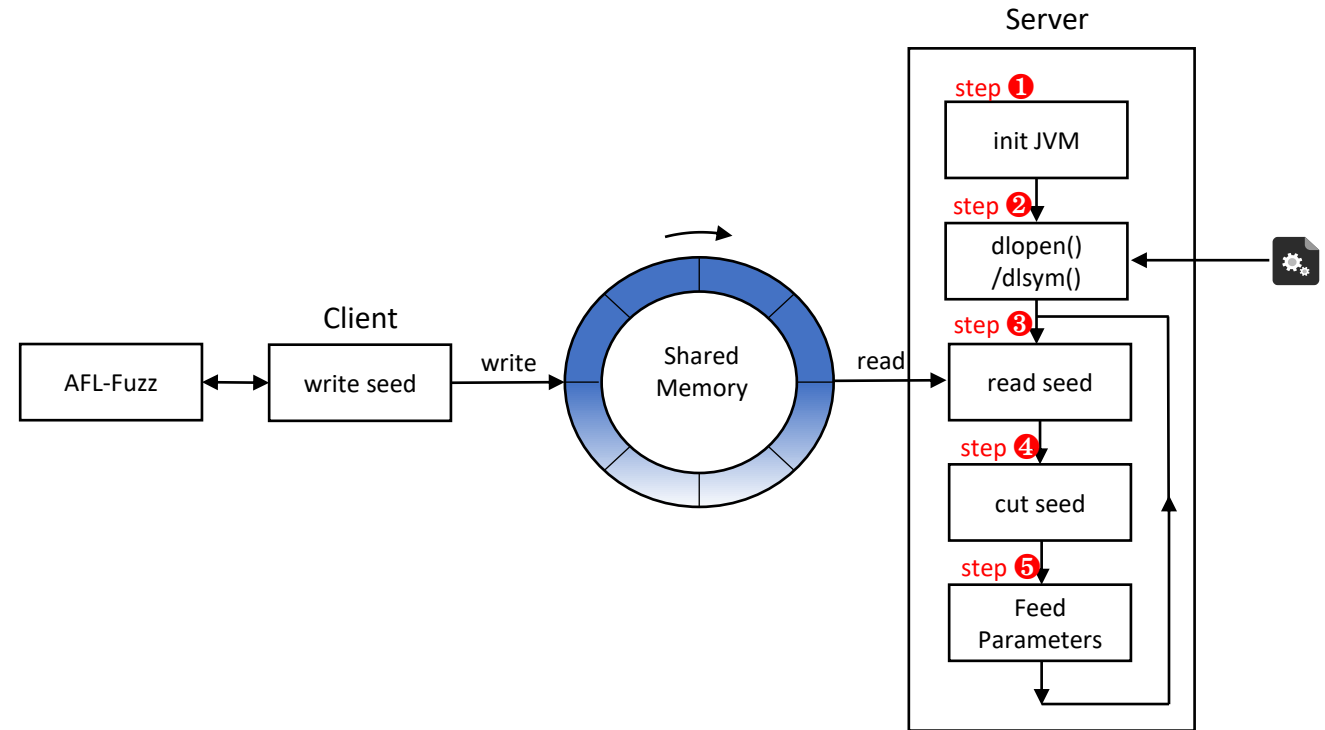 Server
step ❶
init JVM
step ❷
dlopen()
/dlsym()
step ❸
Client
AFL-Fuzz
write seed
write
Shared
Memory
read
read seed
step ❹
cut seed
step ❺
Feed
Parameters